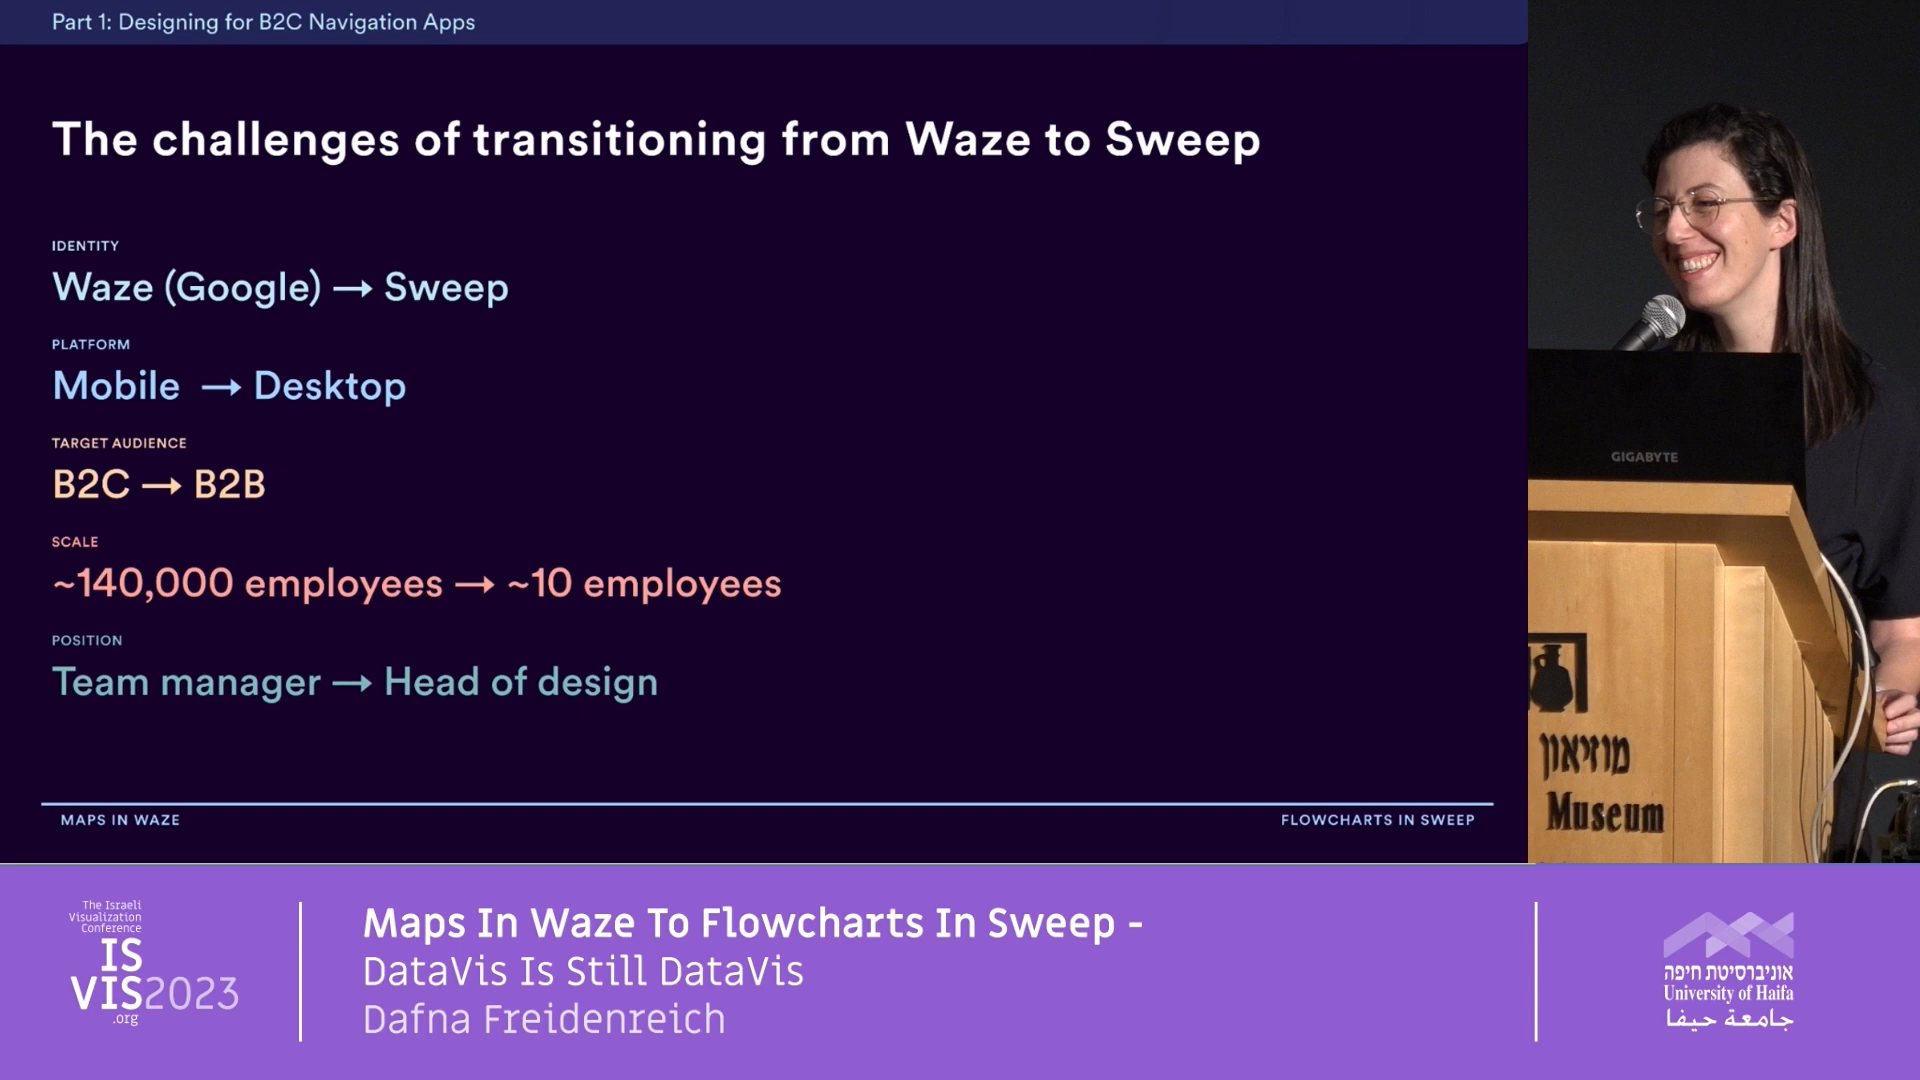 Part 1: Designing for B2C Navigation Apps
The challenges of transitioning from Waze to Sweep
IDENTITY
Waze (Google) → Sweep
PLATFORM
Mobile → Desktop
TARGET AUDIENCE
B2C → B2B
SCALE
~140,000 employees → ~10 employees
POSITION
Team manager → Head of design
MAPS IN WAZE
FLOWCHARTS IN SWEEP
GIGABYTE
מוזיאון
Museum
The Israeli
Visualization
Conference
IS
VIS2023
.org
Maps In Waze To Flowcharts In Sweep -
DataVis Is Still DataVis
Dafna Freidenreich
אוניברסיטת חיפה
University of Haifa
جامعة حيفا